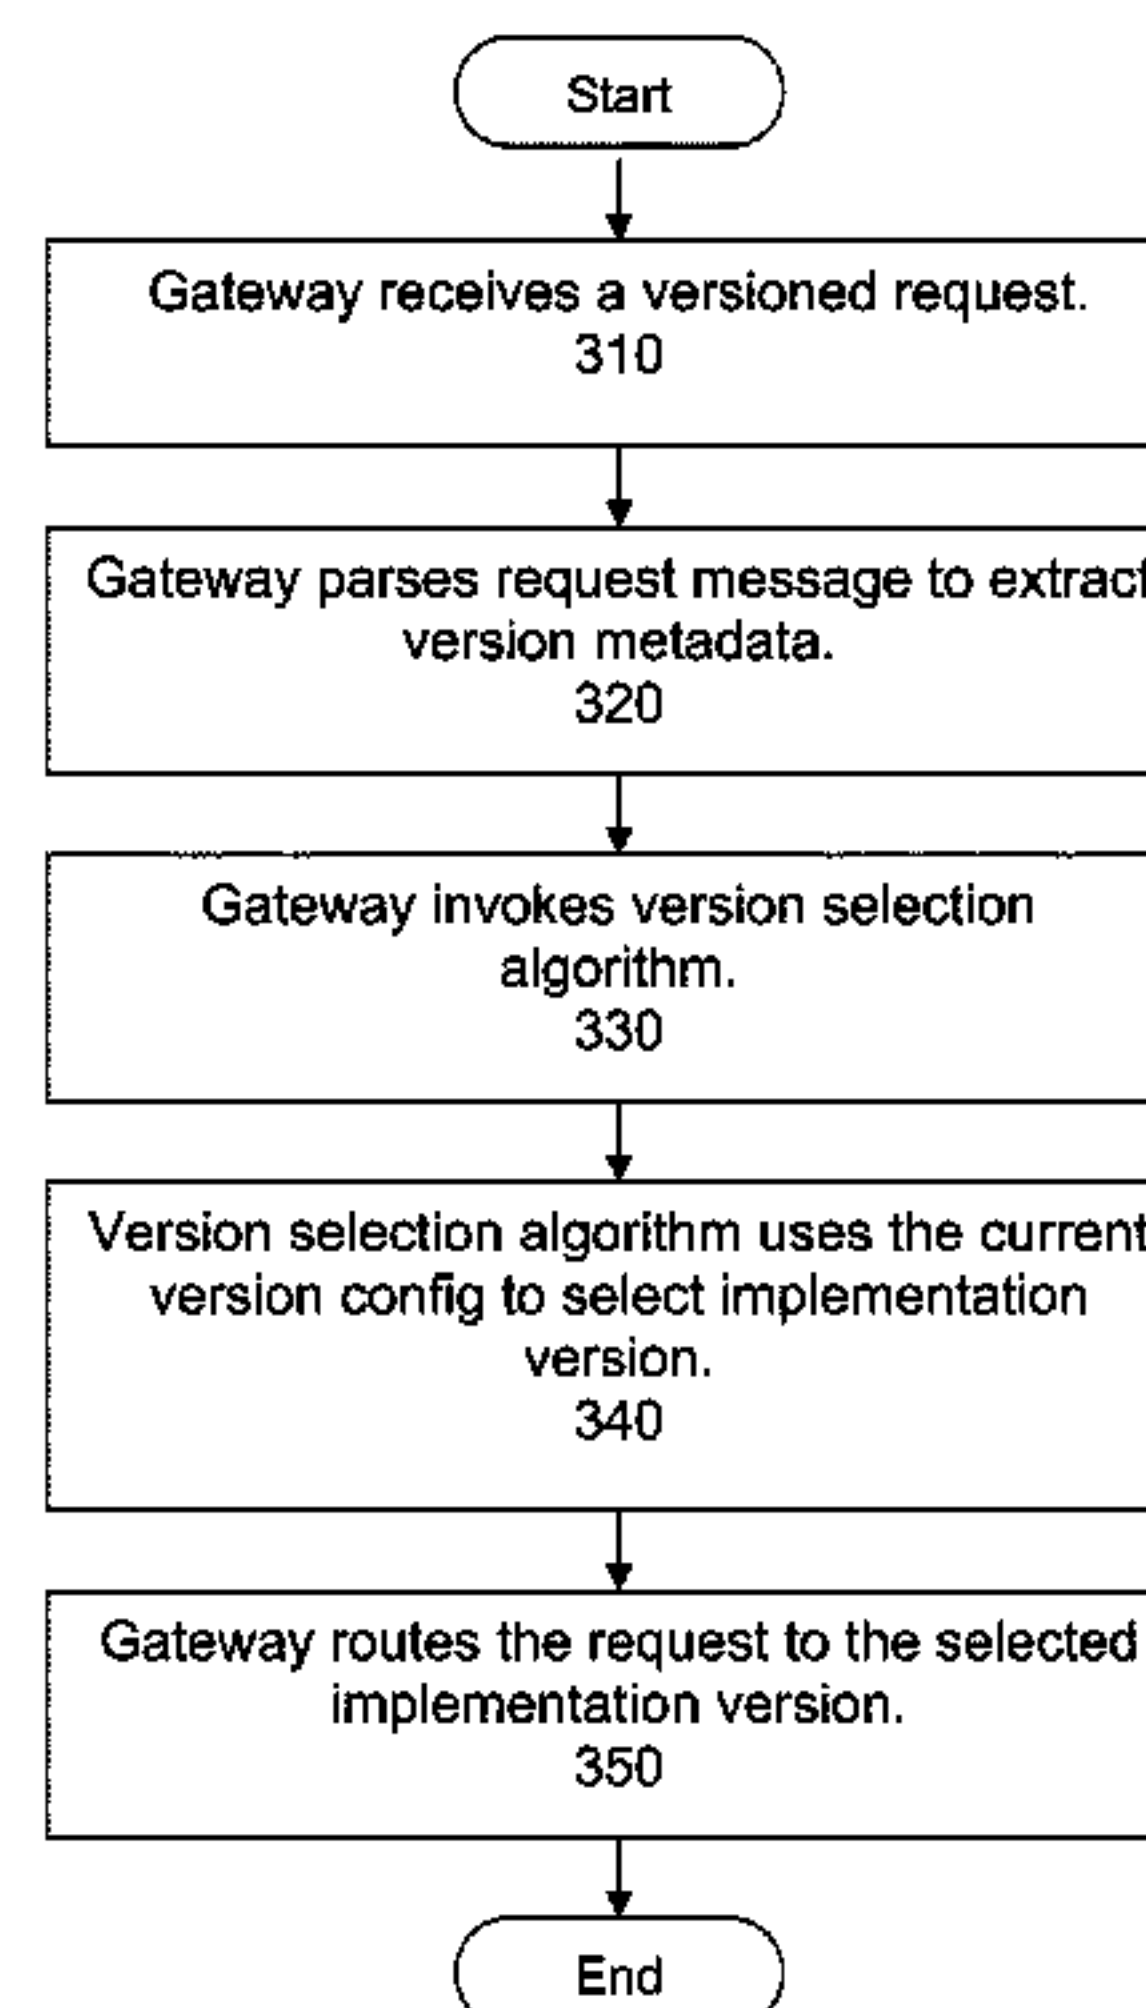 Start
Gateway receives a versioned request.
310
Gateway parses request message to extract
version metadata.
320
Gateway invokes version selection
algorithm.
330
Version selection algorithm uses the current
version config to select implementation
version.
340
Gateway routes the request to the selected
implementation version.
350
End